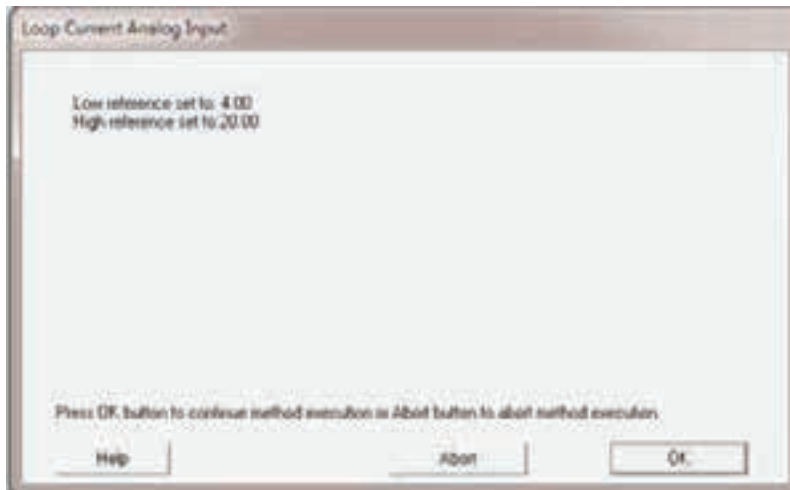 Loop Current Analog Input
Low reference set to: 4.00
High reference set to:20.00
Press OK button to continue method execution or Abort button to abort method execution.
Help
Abort
OK